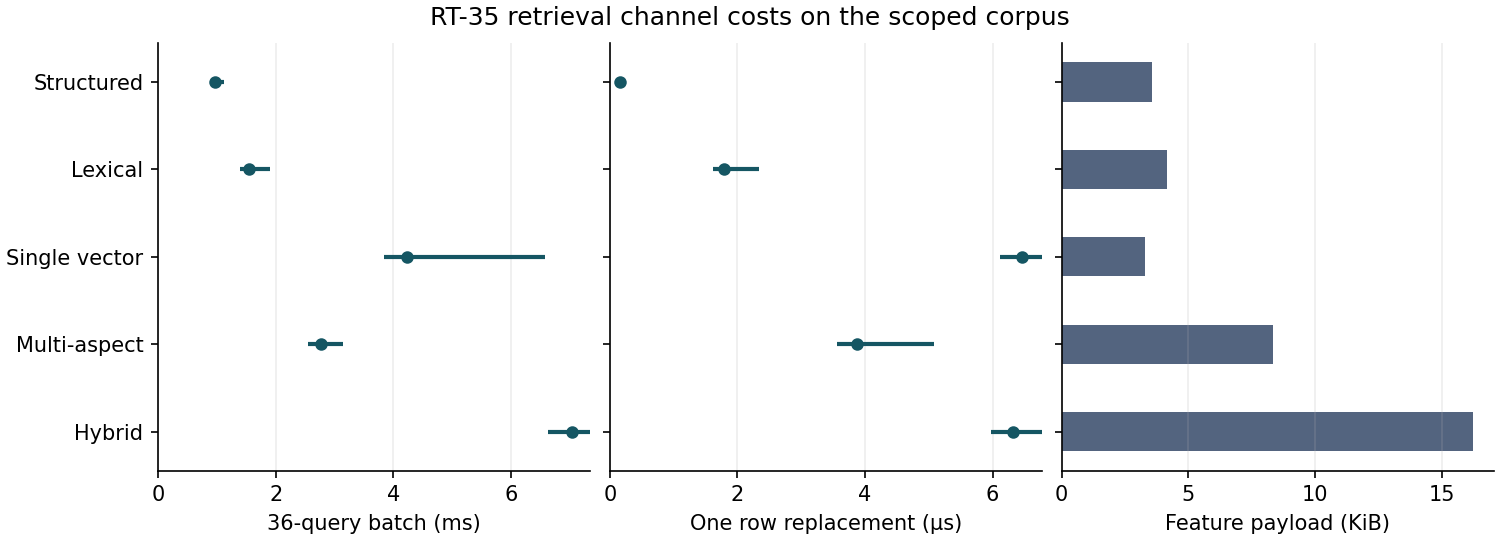 RT-35 retrieval channel costs on the scoped corpus
Structured
Lexical
Single vector
Multi-aspect
Hybrid
0 2 4 6
36-query batch (ms)
0 2 4 6
One row replacement (µs)
0 5 10 15
Feature payload (KiB)